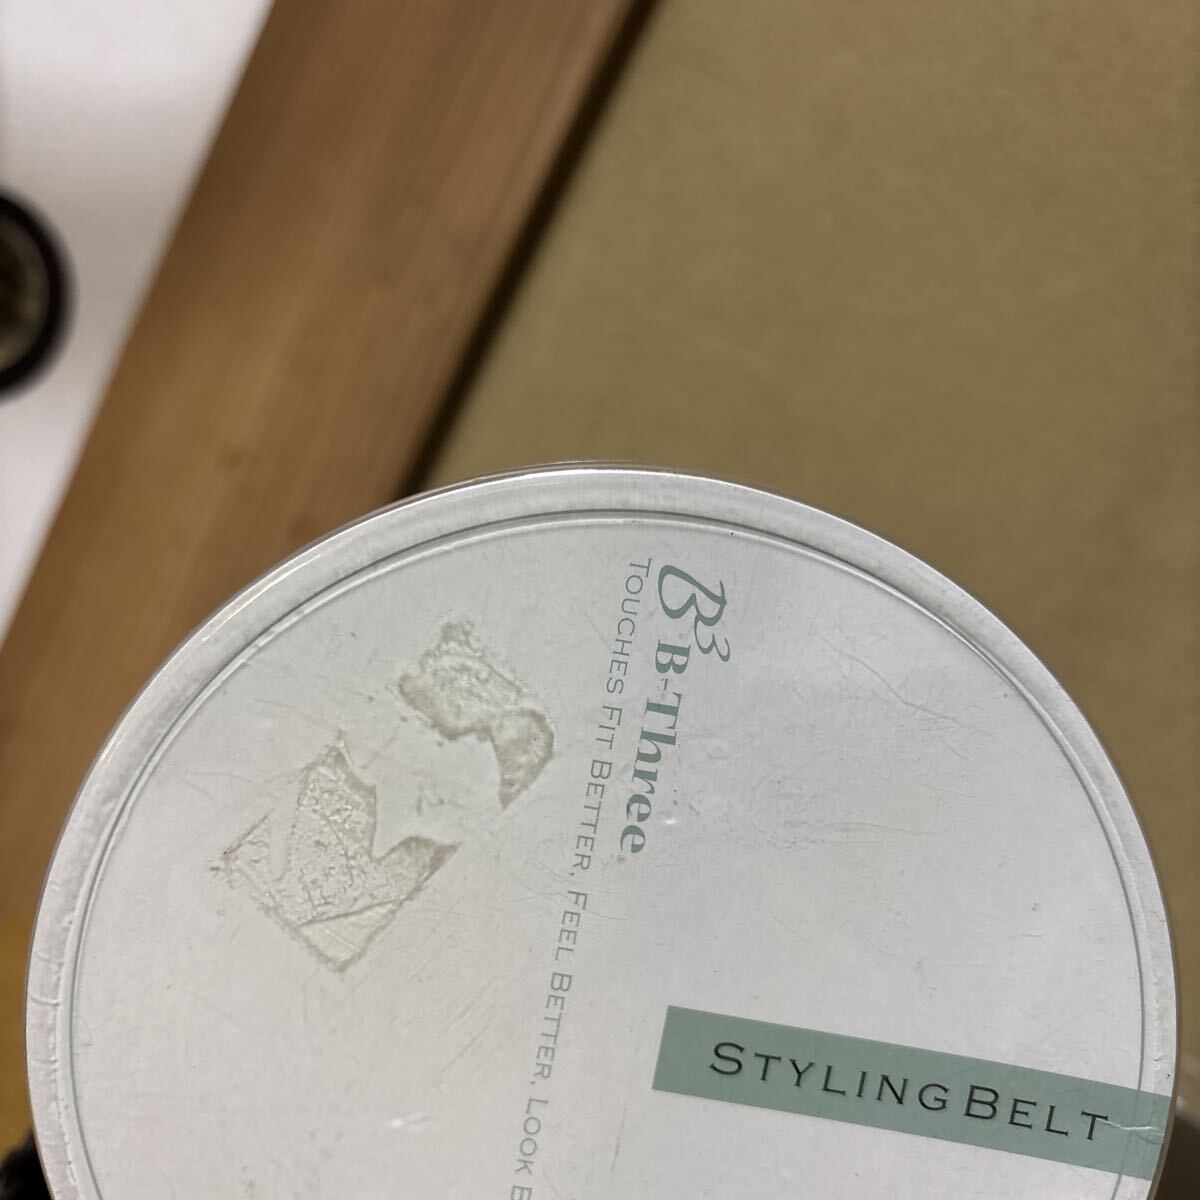 B3
B-Three®
TOUCHES FIT BETTER, FEEL BETTER, LOOK B
STYLING BELT